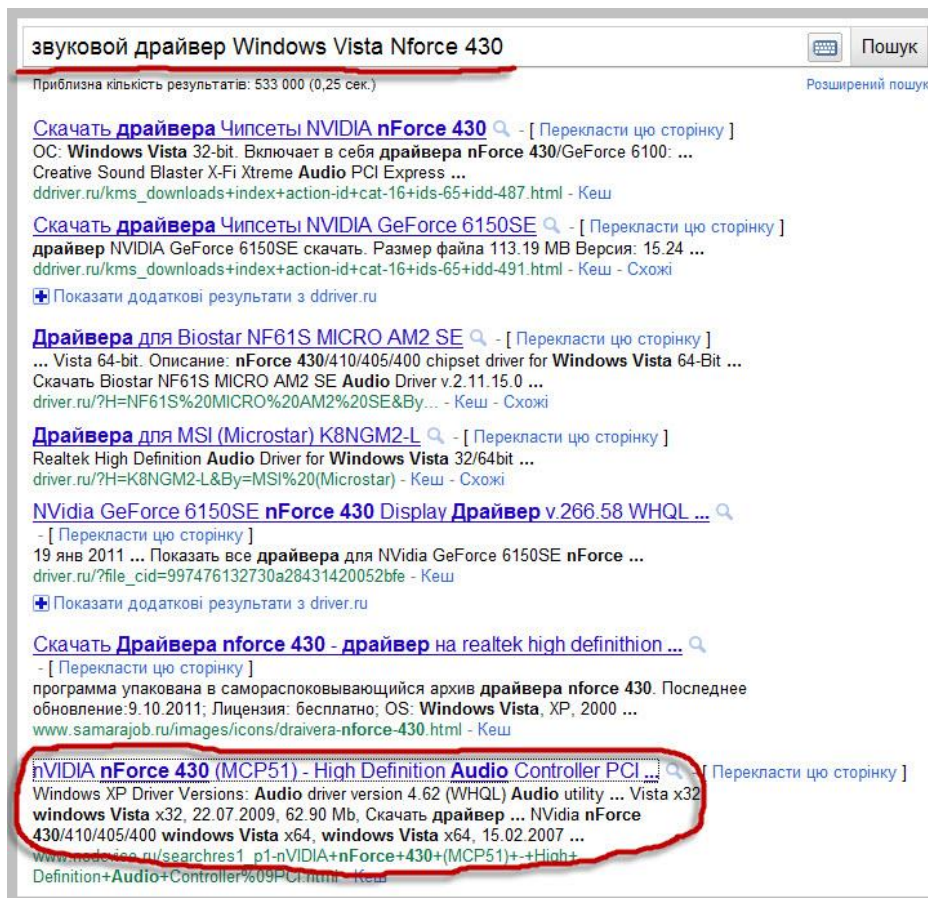 звуковой драйвер Windows Vista Nforce 430
Пошук
Приблизна кількість результатів: 533 000 (0,25 сек.)
Розширений пошук
Скачать драйвера Чипсеты NVIDIA nForce 430 - [ Перекласти цю сторінку ]
ОС: Windows Vista 32-bit. Включает в себя драйвера nForce 430/GeForce 6100: ...
Creative Sound Blaster X-Fi Xtreme Audio PCI Express ...
ddriver.ru/kms_downloads+index+action-id+cat-16+ids-65+idd-487.html - Кеш
Скачать драйвера Чипсеты NVIDIA GeForce 6150SE - [ Перекласти цю сторінку ]
драйвер NVIDIA GeForce 6150SE скачать. Размер файла 113.19 MB Версия: 15.24 ...
ddriver.ru/kms_downloads+index+action-id+cat-16+ids-65+idd-491.html - Кеш - Схожі
Показати додаткові результати з ddriver.ru
Драйвера для Biostar NF61S MICRO AM2 SE - [ Перекласти цю сторінку ]
... Vista 64-bit. Описание: nForce 430/410/405/400 chipset driver for Windows Vista 64-Bit ...
Скачать Biostar NF61S MICRO AM2 SE Audio Driver v.2.11.15.0 ...
driver.ru/?H=NF61S%20MICRO%20AM2%20SE&By... - Кеш - Схожі
Драйвера для MSI (Microstar) K8NGM2-L - [ Перекласти цю сторінку ]
Realtek High Definition Audio Driver for Windows Vista 32/64bit ...
driver.ru/?H=K8NGM2-L&By=MSI%20(Microstar) - Кеш - Схожі
NVidia GeForce 6150SE nForce 430 Display Драйвер v.266.58 WHQL ...
- [ Перекласти цю сторінку ]
19 янв 2011 ... Показать все драйвера для NVidia GeForce 6150SE nForce ...
driver.ru/?file_cid=997476132730a28431420052bfe - Кеш
Показати додаткові результати з driver.ru
Скачать Драйвера nforce 430 - драйвер на realtek high definithion ...
- [ Перекласти цю сторінку ]
программа упакована в самораспоковывающийся архив драйвера nforce 430. Последнее
обновление:9.10.2011; Лицензия: бесплатно; OS: Windows Vista, XP, 2000 ...
www.samarajob.ru/images/icons/draivera-nforce-430.html - Кеш
nVIDIA nForce 430 (MCP51) - High Definition Audio Controller PCI ... - [ Перекласти цю сторінку ]
Windows XP Driver Versions: Audio driver version 4.62 (WHQL) Audio utility ... Vista x32
windows Vista x32, 22.07.2009, 62.90 Mb, Скачать драйвер ... NVidia nForce
430/410/405/400 windows Vista x64, windows Vista x64, 15.02.2007 ...
www.nodevice.ru/searchres1_p1-nVIDIA+nForce+430+(MCP51)+-+High+
Definition+Audio+Controller%09PCI.html - Кеш